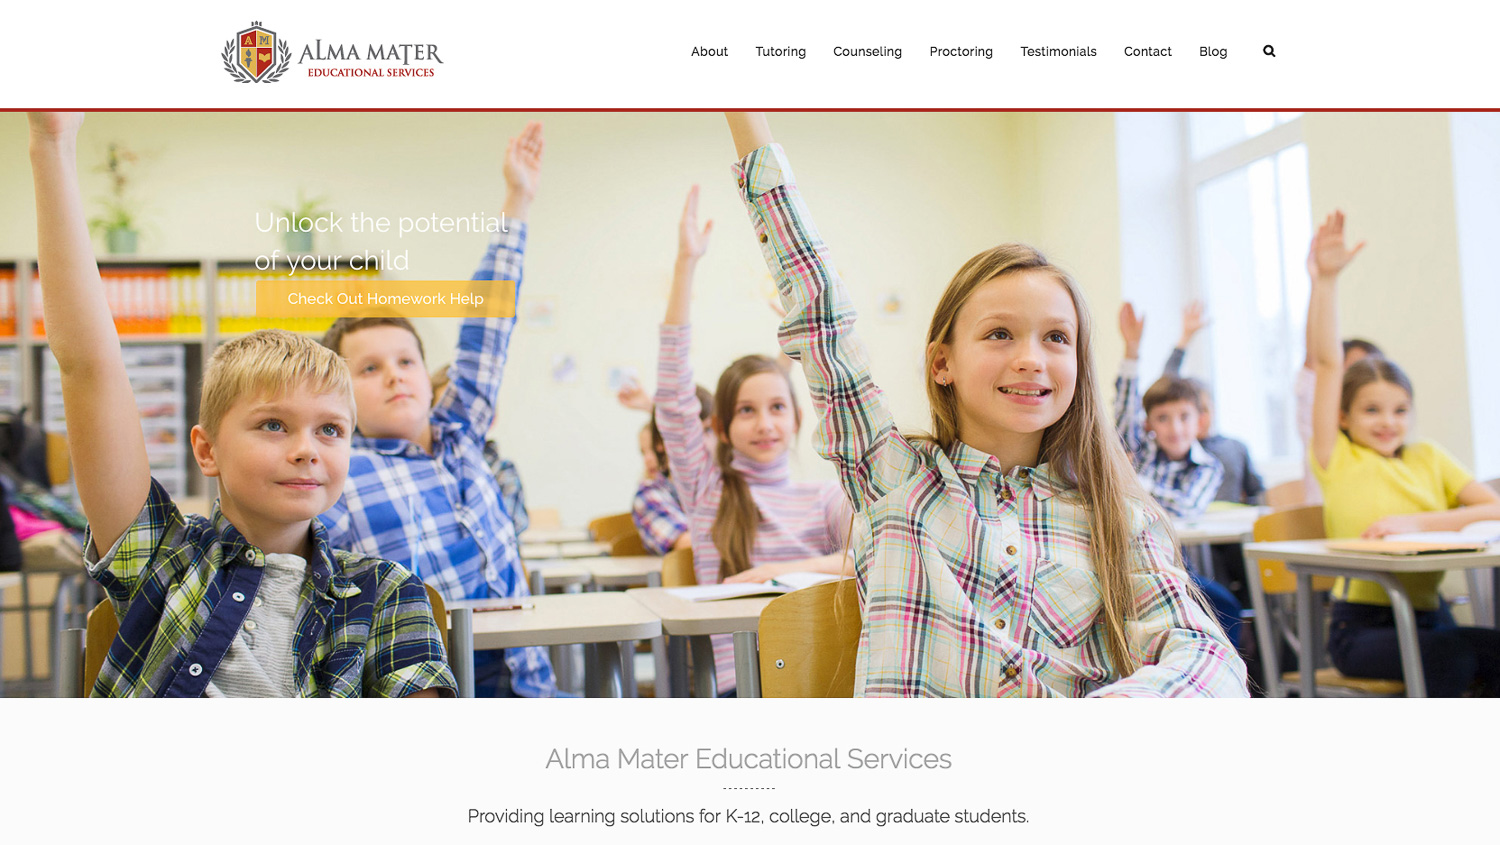 A M
ALMA MATER
EDUCATIONAL SERVICES
About Tutoring Counseling Proctoring Testimonials Contact Blog
Unlock the potential
of your child
Check Out Homework Help
Alma Mater Educational Services
Providing learning solutions for K-12, college, and graduate students.